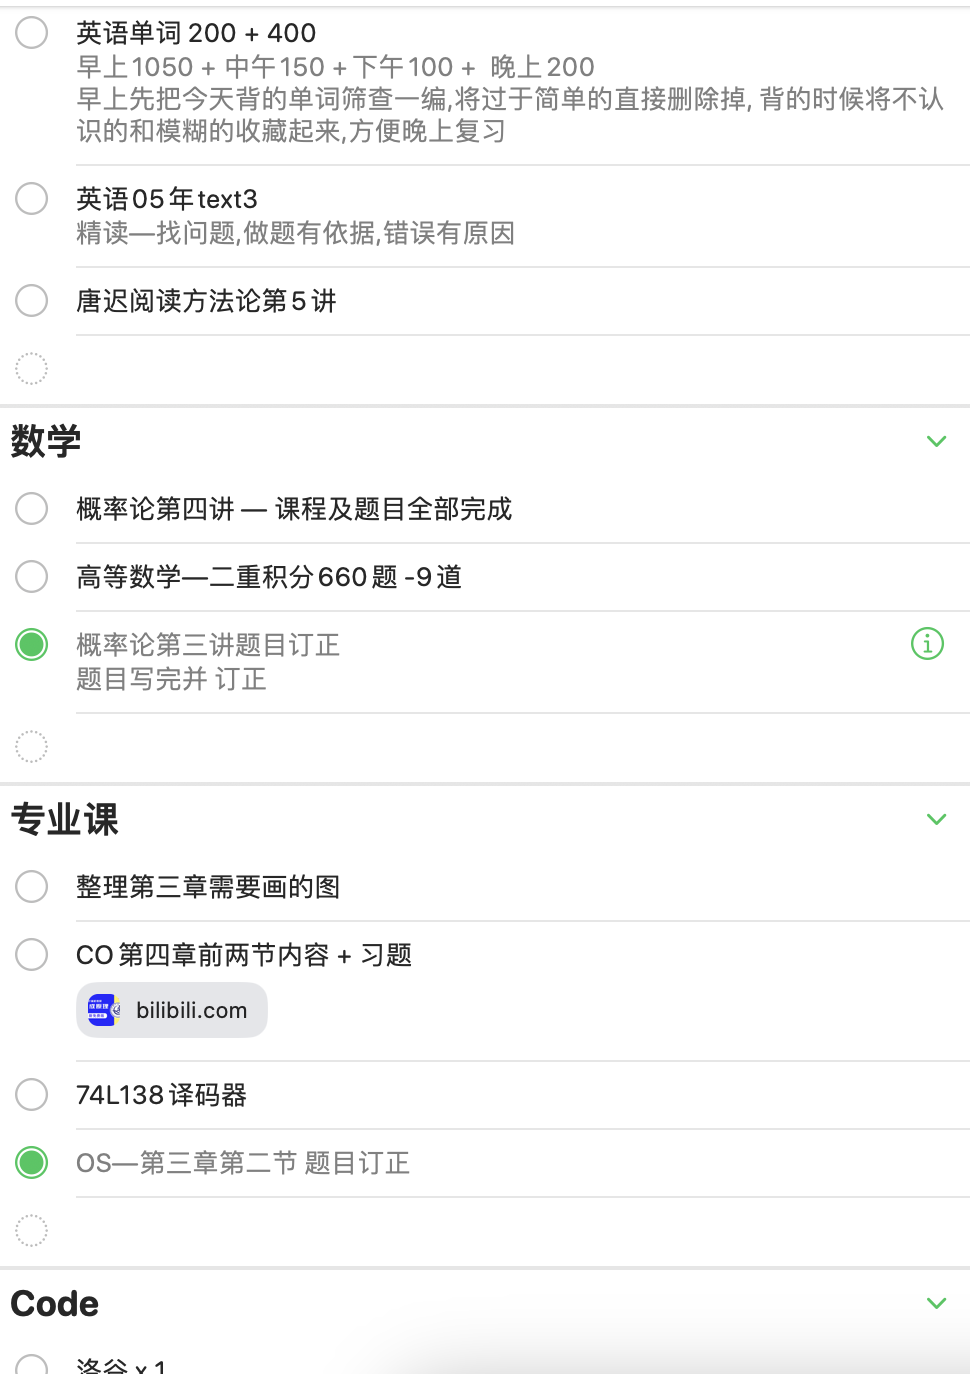 英语单词 200 + 400
早上1050 + 中午150 +下午100 + 晚上200
早上先把今天背的单词筛查一编,将过于简单的直接删除掉, 背的时候将不认
识的和模糊的收藏起来,方便晚上复习
英语05年text3
精读—找问题,做题有依据,错误有原因
唐迟阅读方法论第5讲
数学
概率论第四讲 — 课程及题目全部完成
高等数学—二重积分660题 -9道
概率论第三讲题目订正
题目写完并 订正
专业课
整理第三章需要画的图
CO第四章前两节内容 + 习题
bilibili.com
74L138译码器
OS—第三章第二节 题目订正
Code
洛谷 x 1